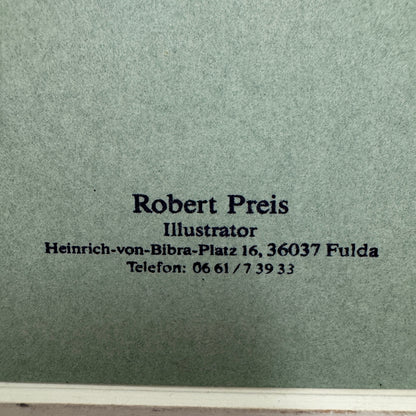 Robert Preis
Illustrator
Heinrich-von-Bibra-Platz 16, 36037 Fulda
Telefon: 06 61 / 7 39 33